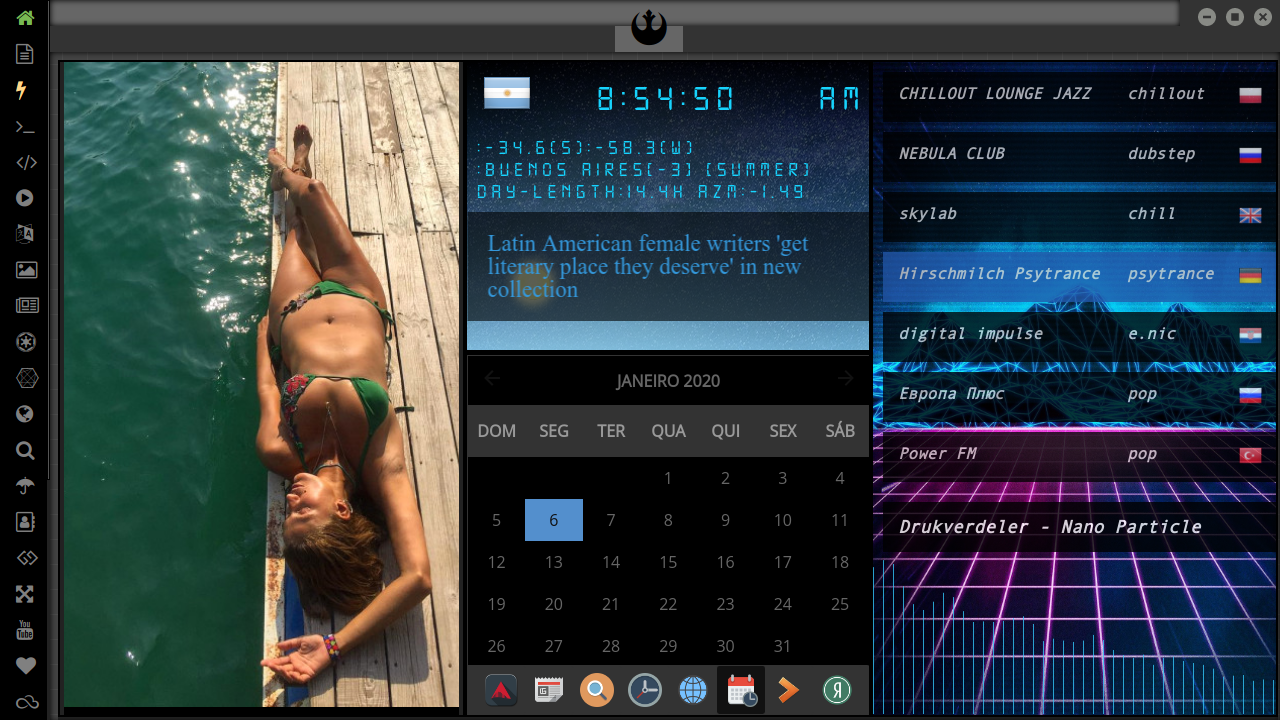 8:54:50 AM
:-34.6(S):-58.3(W)
:BUENOS AIRES[-3] [SUMMER]
DAY-LENGTH:14.4H AZM:-1.49
Latin American female writers 'get
literary place they deserve' in new
collection
JANEIRO 2020
DOM SEG TER QUA QUI SEX SÁB
1 2 3 4
5 6 7 8 9 10 11
12 13 14 15 16 17 18
19 20 21 22 23 24 25
26 27 28 29 30 31
CHILLOUT LOUNGE JAZZ chillout
NEBULA CLUB dubstep
skylab chill
Hirschmilch Psytrance psytrance
digital impulse e.nic
Европа Плюс pop
Power FM pop
Drukverdeler - Nano Particle
You
Tube
Я